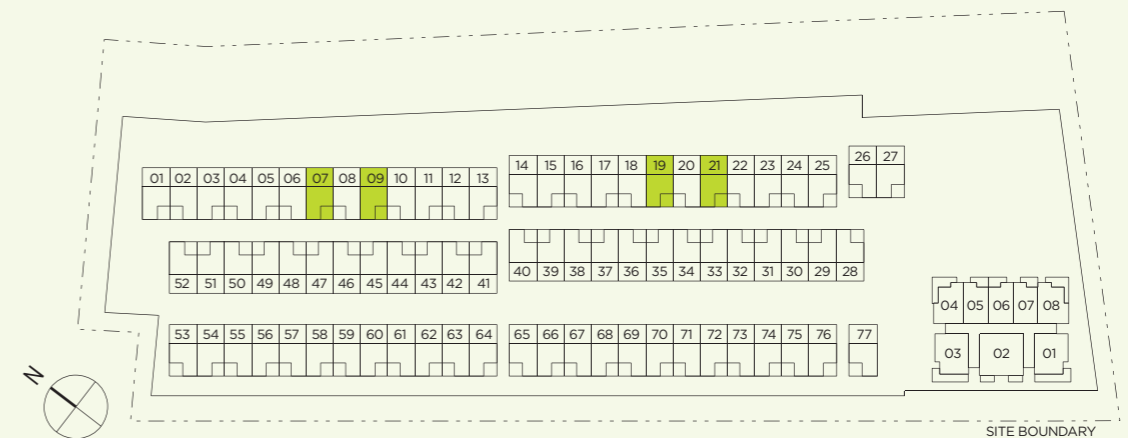 26 27
14 15 16 17 18 19 20 21 22 23 24 25
01 02 03 04 05 06 07 08 09 10 11 12 13
40 39 38 37 36 35 34 33 32 31 30 29 28
52 51 50 49 48 47 46 45 44 43 42 41
04 05 06 07 08
53 54 55 56 57 58 59 60 61 62 63 64
65 66 67 68 69 70 71 72 73 74 75 76
77
03 02 01
N
SITE BOUNDARY